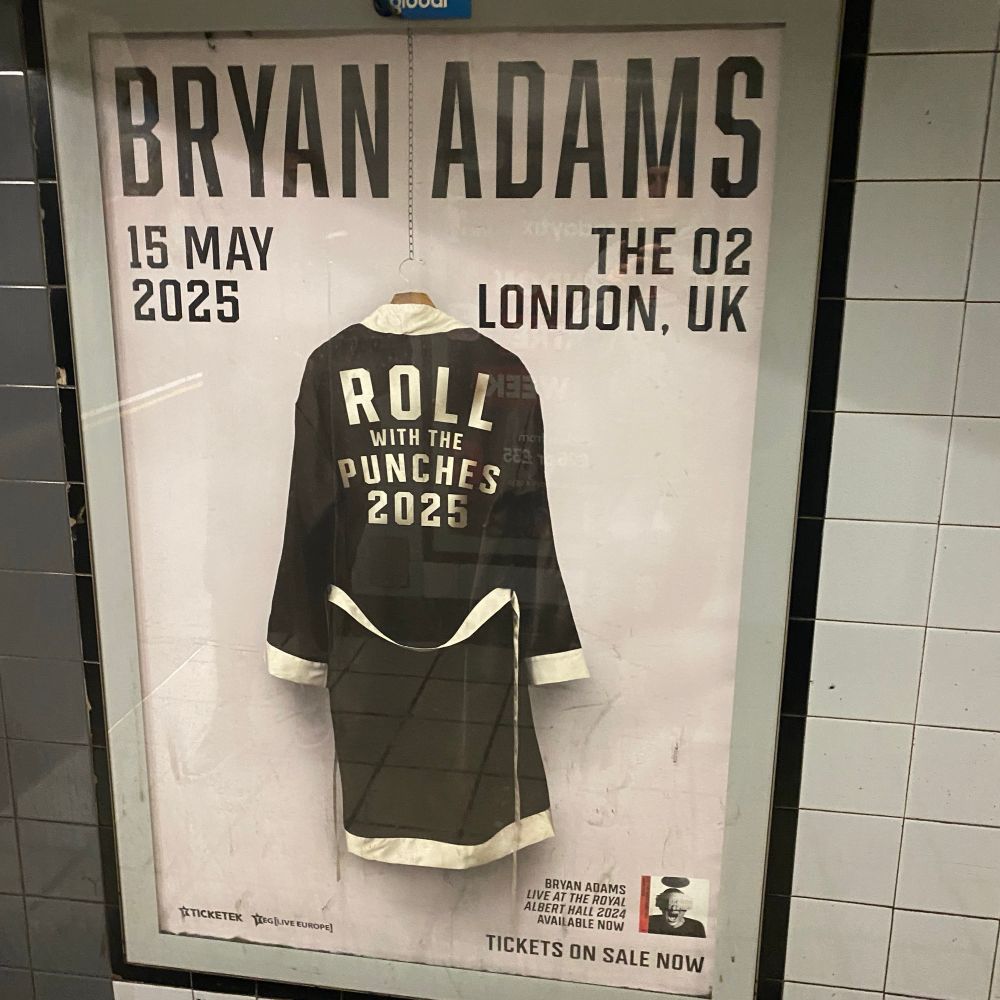 global
BRYAN ADAMS
15 MAY
2025
THE O2
LONDON, UK
ROLL
WITH THE
PUNCHES
2025
BRYAN ADAMS
LIVE AT THE ROYAL
ALBERT HALL 2024
AVAILABLE NOW
TICKETEK
EG[LIVE EUROPE]
TICKETS ON SALE NOW